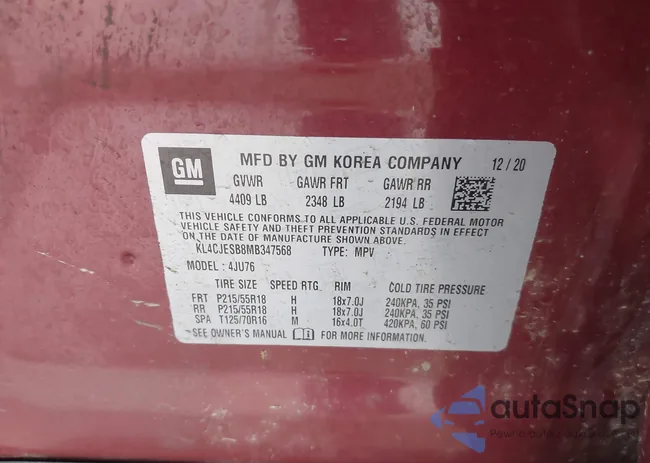 GM
MFD BY GM KOREA COMPANY 12/20
GVWR GAWR FRT GAWR RR
4409 LB 2348 LB 2194 LB
THIS VEHICLE CONFORMS TO ALL APPLICABLE U.S. FEDERAL MOTOR
VEHICLE SAFETY AND THEFT PREVENTION STANDARDS IN EFFECT ON
THE DATE OF MANUFACTURE SHOWN ABOVE.
KL4CJESB8MB347568 TYPE: MPV
MODEL: 4JU76
TIRE SIZE SPEED RTG RIM COLD TIRE PRESSURE
FRT P215/55R18 H 18x7.0J 240KPA, 35 PSI
RR P215/55R18 H 18x7.0J 240KPA, 35 PSI
SPA T125/70R16 M 16x4.0T 420KPA, 60 PSI
SEE OWNER'S MANUAL FOR MORE INFORMATION.
autaSnap
Pewne auta